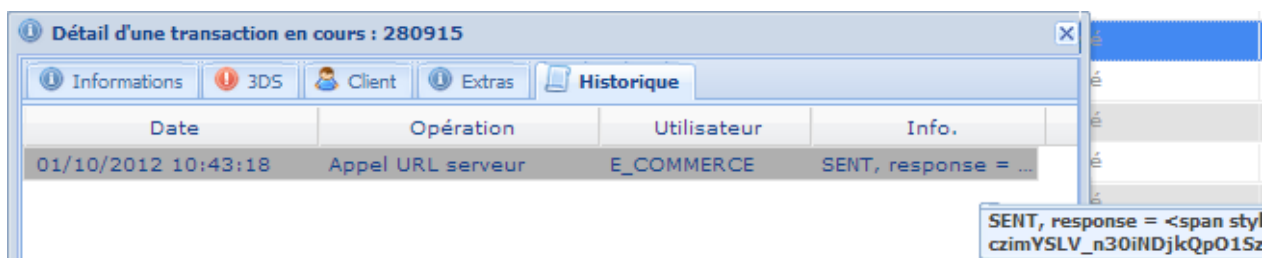 Détail d'une transaction en cours : 280915
Informations 3DS Client Extras Historique
Date Opération Utilisateur Info.
01/10/2012 10:43:18 Appel URL serveur E_COMMERCE SENT, response = ...
é
é
é
é
é
SENT, response = <span styl
czimYSLV_n30iNDjkQpO1Sz